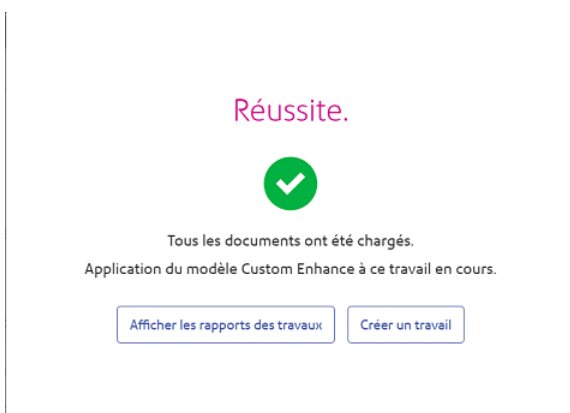 Réussite.
Tous les documents ont été chargés.
Application du modèle Custom Enhance à ce travail en cours.
Afficher les rapports des travaux
Créer un travail